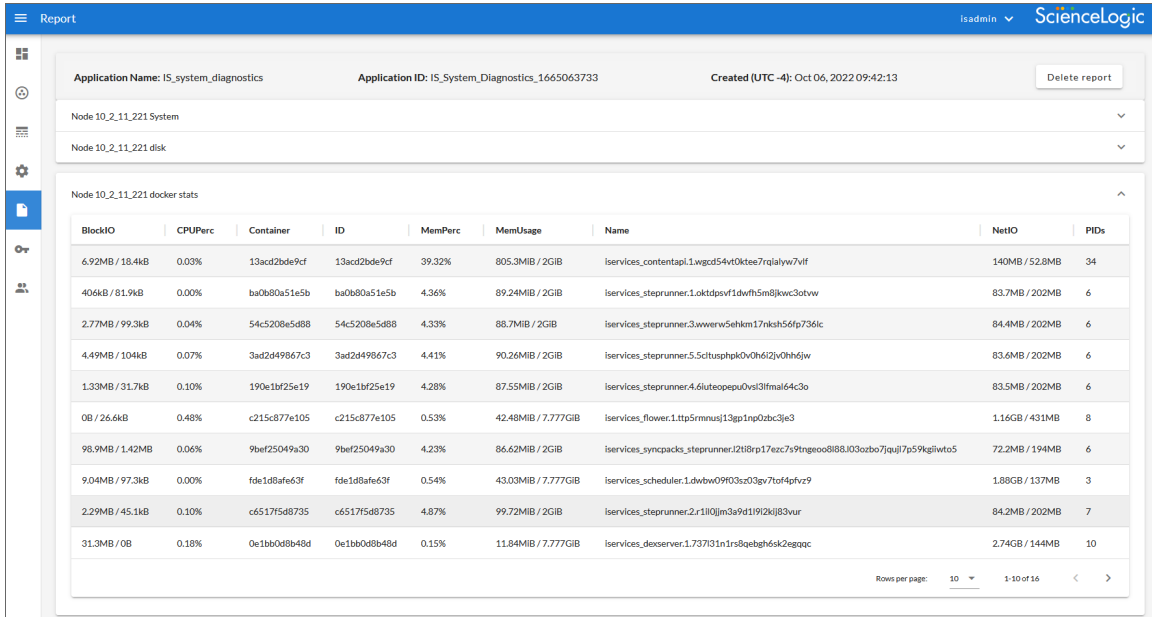 Report isadmin ScienceLogic
Application Name: IS_system_diagnostics Application ID: IS_System_Diagnostics_1665063733 Created (UTC -4): Oct 06, 2022 09:42:13 Delete report
Node 10_2_11_221 System
Node 10_2_11_221 disk
Node 10_2_11_221 docker stats
BlockIO CPUPerc Container ID MemPerc MemUsage Name NetIO PIDs
6.92MB / 18.4kB 0.03% 13acd2bde9cf 13acd2bde9cf 39.32% 805.3MiB / 2GiB iservices_contentapi.1.wgcd54vt0ktee7rqialyw7vlf 140MB / 52.8MB 34
406kB / 81.9kB 0.00% ba0b80a51e5b ba0b80a51e5b 4.36% 89.24MiB / 2GiB iservices_steprunner.1.oktdpsvf1dwfh5m8jkwc3otvw 83.7MB / 202MB 6
2.77MB / 99.3kB 0.04% 54c5208e5d88 54c5208e5d88 4.33% 88.7MiB / 2GiB iservices_steprunner.3.wwerw5ehkm17nksh56fp736lc 84.4MB / 202MB 6
4.49MB / 104kB 0.07% 3ad2d49867c3 3ad2d49867c3 4.41% 90.26MiB / 2GiB iservices_steprunner.5.5cltusphpk0v0h6i2jv0hh6jw 83.6MB / 202MB 6
1.33MB / 31.7kB 0.10% 190e1bf25e19 190e1bf25e19 4.28% 87.55MiB / 2GiB iservices_steprunner.4.6iuteopepu0vsl3lfmal64c3o 83.5MB / 202MB 6
0B / 26.6kB 0.48% c215c877e105 c215c877e105 0.53% 42.48MiB / 7.777GiB iservices_flower.1.ttp5rmnusj13gp1np0zbc3je3 1.16GB / 431MB 8
98.9MB / 1.42MB 0.06% 9bef25049a30 9bef25049a30 4.23% 86.62MiB / 2GiB iservices_syncpacks_steprunner.l2ti8rp17ezc7s9tngeoo8l88.l03ozbo7jqujl7p59kgiiwto5 72.2MB / 194MB 6
9.04MB / 97.3kB 0.00% fde1d8afe63f fde1d8afe63f 0.54% 43.03MiB / 7.777GiB iservices_scheduler.1.dwbw09f03sz03gv7tof4pfvz9 1.88GB / 137MB 3
2.29MB / 45.1kB 0.10% c6517f5d8735 c6517f5d8735 4.87% 99.72MiB / 2GiB iservices_steprunner.2.r1ll0jjm3a9d1l9l2klj83vur 84.2MB / 202MB 7
31.3MB / 0B 0.18% 0e1bb0d8b48d 0e1bb0d8b48d 0.15% 11.84MiB / 7.777GiB iservices_dexserver.1.737l31n1rs8qebgh6sk2egqqc 2.74GB / 144MB 10
Rows per page: 10 1-10 of 16